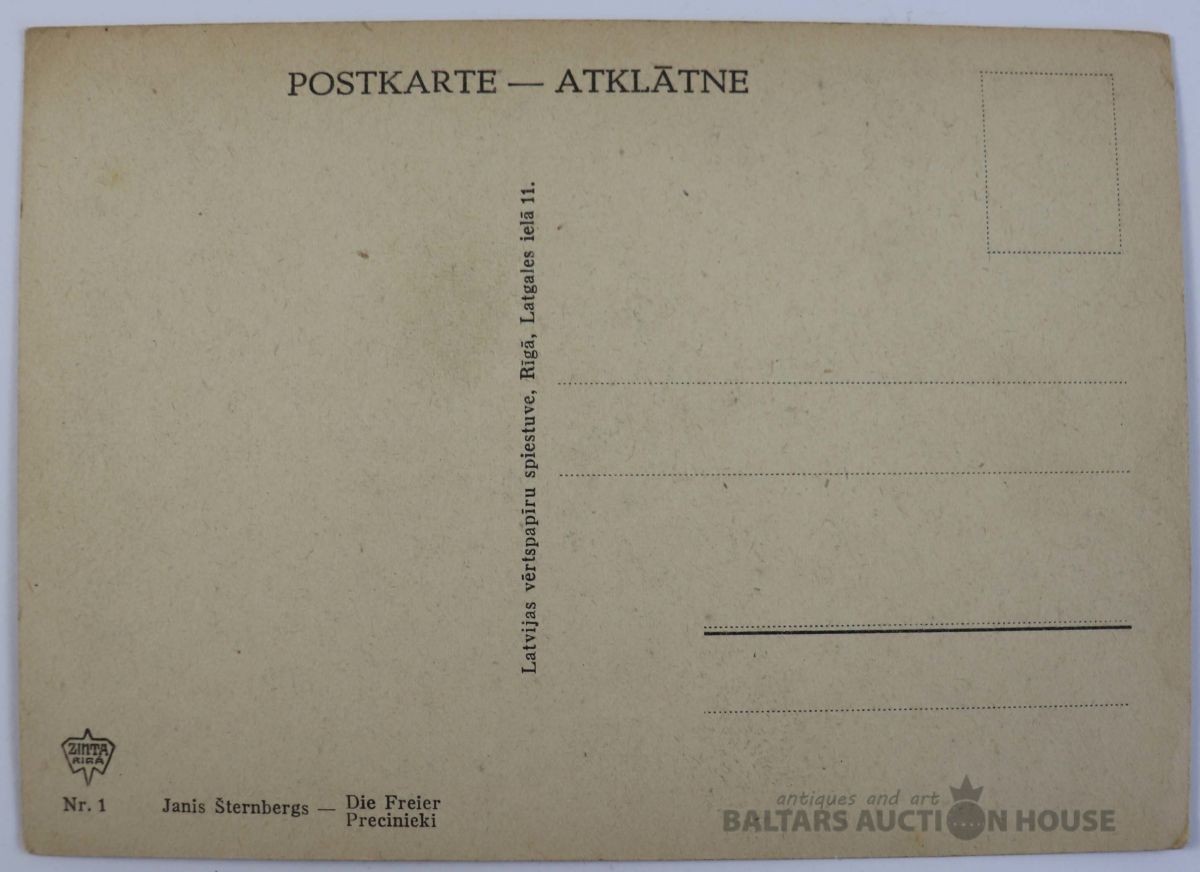 POSTKARTE — ATKLĀTNE
Latvijas vērtspapīru spiestuve, Rīgā, Latgales ielā 11.
ZINTA
RIGĀ
Nr. 1
Janis Šternbergs — Die Freier
Precinieki
antiques and art
BALTARS AUCTION HOUSE